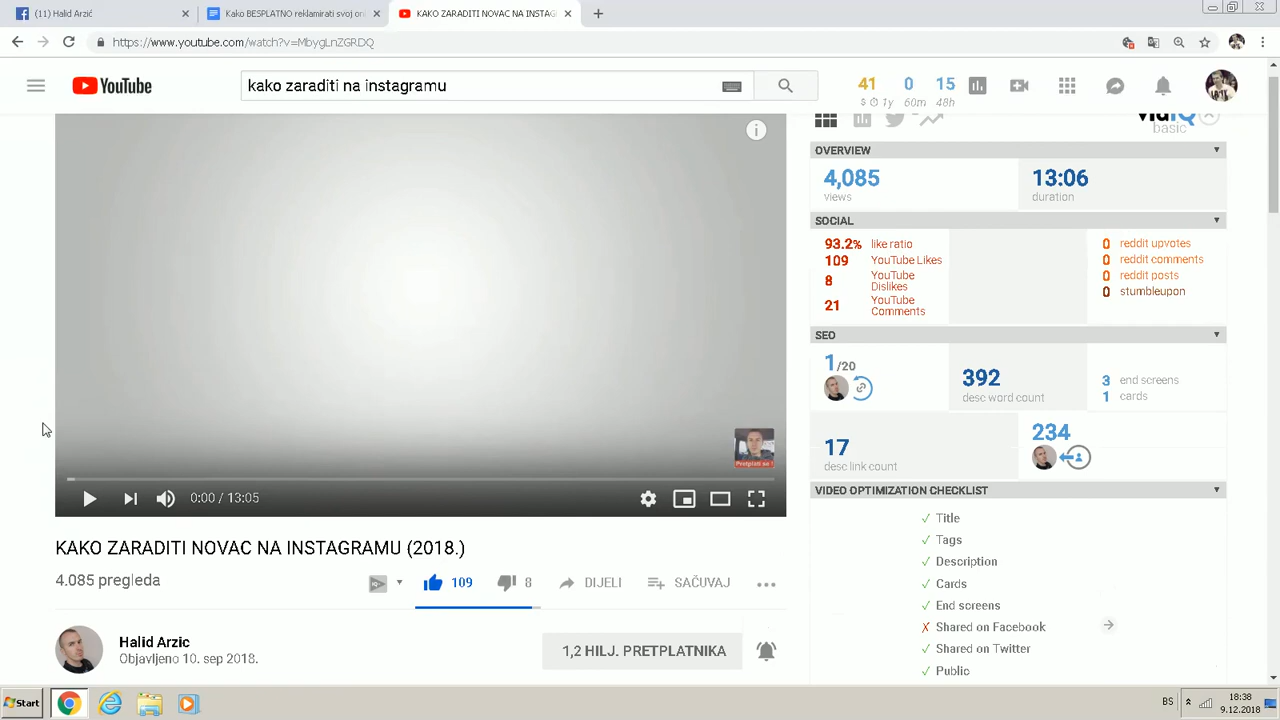 (11) Halid Arzić
Kako BESPLATNO reklamirati svoj or
KAKO ZARADITI NOVAC NA INSTAG
https://www.youtube.com/watch?v=MbygLnZGRDQ
YouTube
kako zaraditi na instagramu
41 0 15
$ 1y 60m 48h
vidIQ
basic
OVERVIEW
4,085
views
13:06
duration
SOCIAL
93.2% like ratio
109 YouTube Likes
8 YouTube Dislikes
21 YouTube Comments
0 reddit upvotes
0 reddit comments
0 reddit posts
0 stumbleupon
SEO
1/20
392
desc word count
3 end screens
1 cards
17
desc link count
234
Pretplati se !
0:00 / 13:05
VIDEO OPTIMIZATION CHECKLIST
✓ Title
✓ Tags
✓ Description
✓ Cards
✓ End screens
✗ Shared on Facebook
✓ Shared on Twitter
✓ Public
KAKO ZARADITI NOVAC NA INSTAGRAMU (2018.)
4.085 pregleda
109 8 DIJELI SAČUVAJ
Halid Arzic
Objavljeno 10. sep 2018.
1,2 HILJ. PRETPLATNIKA
Start
BS
18:38
9.12.2018